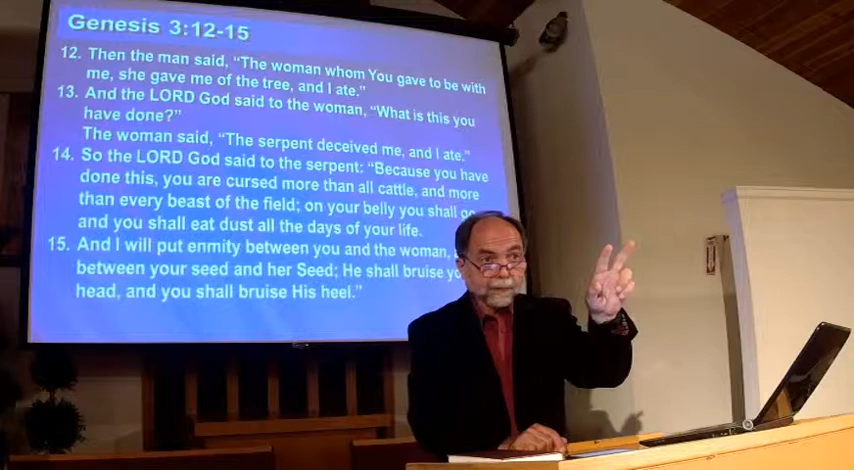 Genesis 3:12-15
12. Then the man said, “The woman whom You gave to be with
me, she gave me of the tree, and I ate.”
13. And the LORD God said to the woman, “What is this you
have done?”
The woman said, “The serpent deceived me, and I ate.”
14. So the LORD God said to the serpent: “Because you have
done this, you are cursed more than all cattle, and more
than every beast of the field; on your belly you shall go
and you shall eat dust all the days of your life.
15. And I will put enmity between you and the woman,
between your seed and her Seed; He shall bruise
head, and you shall bruise His heel.”